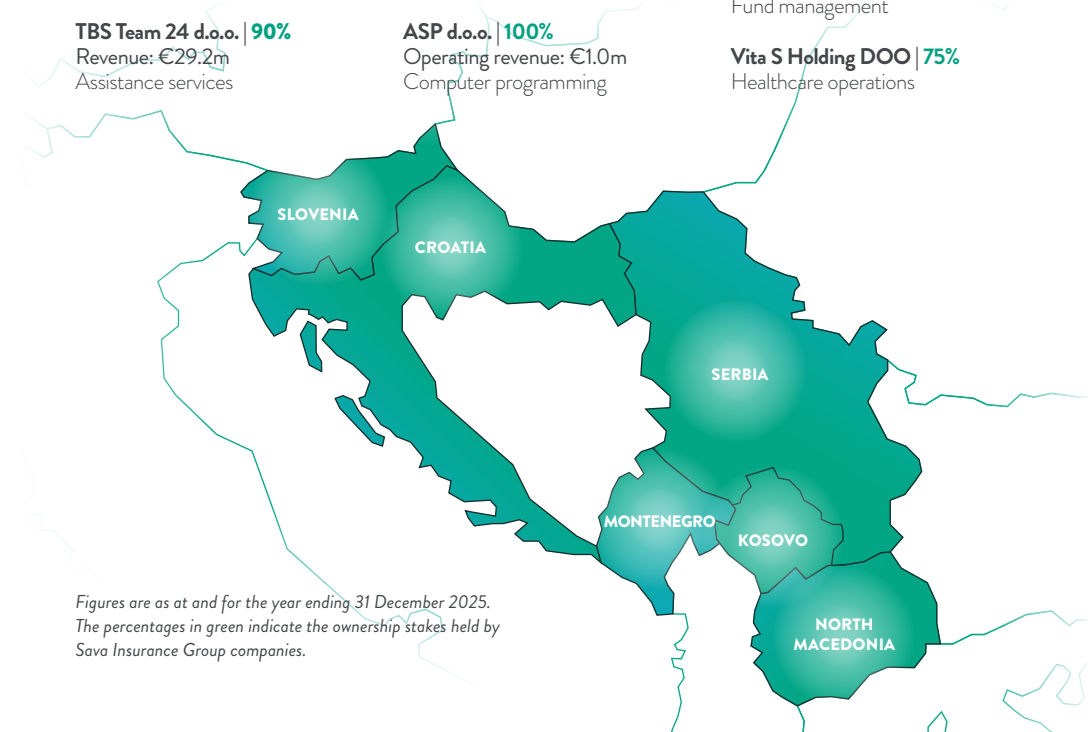 TBS Team 24 d.o.o. | 90%
Revenue: €29.2m
Assistance services
ASP d.o.o. | 100%
Operating revenue: €1.0m
Computer programming
Fund management
Vita S Holding DOO | 75%
Healthcare operations
SLOVENIA
CROATIA
SERBIA
MONTENEGRO
KOSOVO
NORTH
MACEDONIA
Figures are as at and for the year ending 31 December 2025.
The percentages in green indicate the ownership stakes held by
Sava Insurance Group companies.